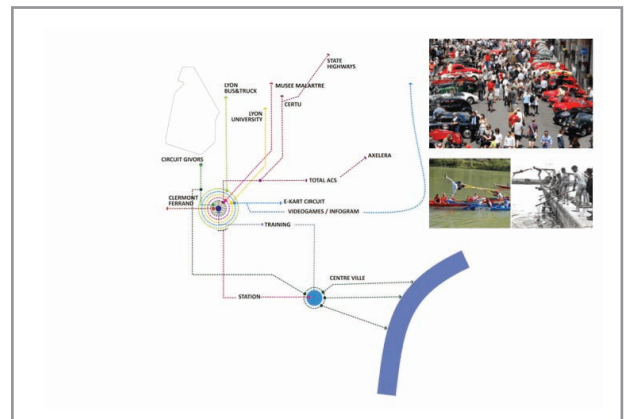 STATE
HIGHWAYS
LYON
BUS&TRUCK
MUSEE MALARTRE
CERTU
LYON
UNIVERSITY
CIRCUIT GIVORS
AXELERA
TOTAL ACS
CLERMONT
FERRAND
E-KART CIRCUIT
VIDEOGAMES / INFOGRAM
TRAINING
CENTRE VILLE
STATION